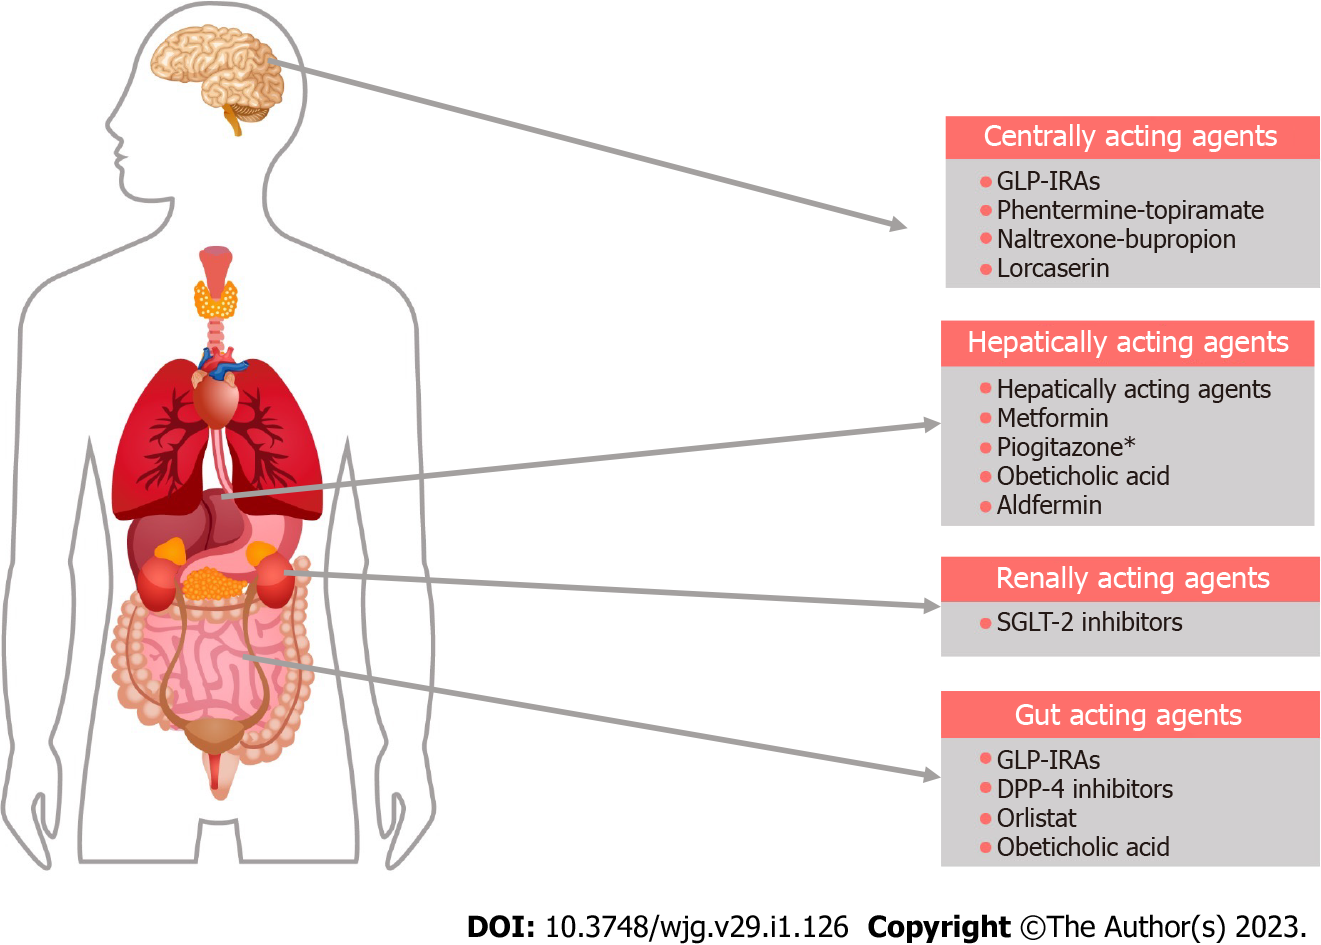 Centrally acting agents
GLP-IRAs
Phentermine-topiramate
Naltrexone-bupropion
Lorcaserin
Hepatically acting agents
Hepatically acting agents
Metformin
Piogitazone*
Obeticholic acid
Aldfermin
Renally acting agents
SGLT-2 inhibitors
Gut acting agents
GLP-IRAs
DPP-4 inhibitors
Orlistat
Obeticholic acid
DOI: 10.3748/wjg.v29.i1.126 Copyright ©The Author(s) 2023.